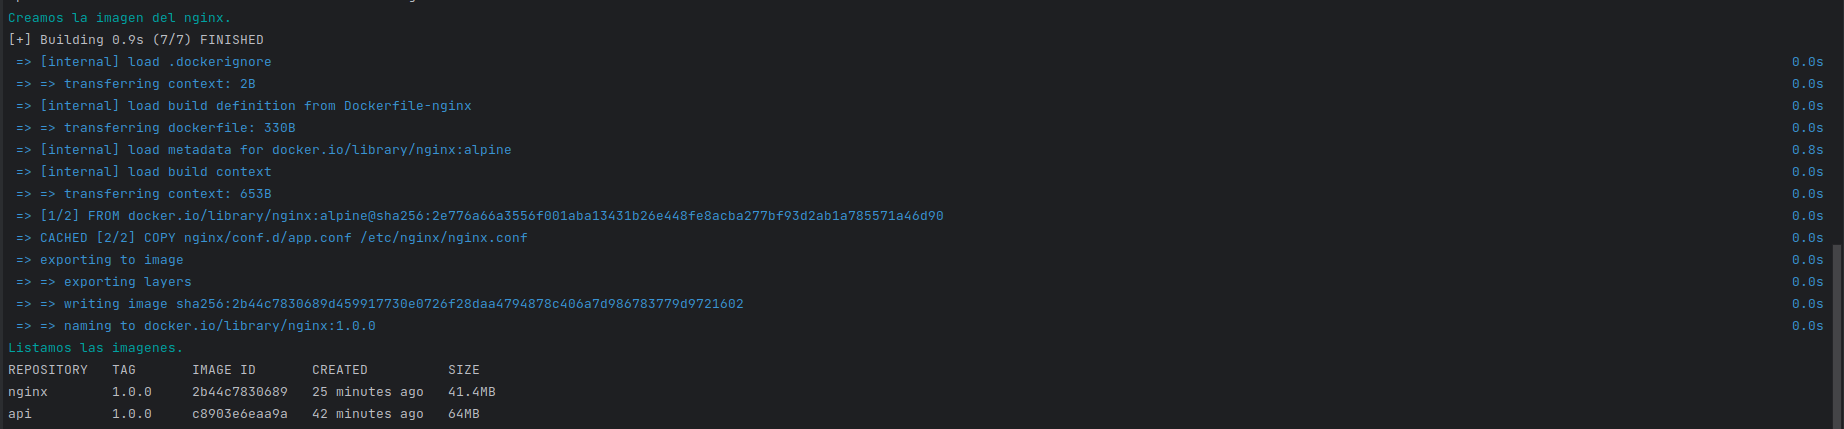 Creamos la imagen del nginx.
[+] Building 0.9s (7/7) FINISHED
=> [internal] load .dockerignore 0.0s
=> => transferring context: 2B 0.0s
=> [internal] load build definition from Dockerfile-nginx 0.0s
=> => transferring dockerfile: 330B 0.0s
=> [internal] load metadata for docker.io/library/nginx:alpine 0.8s
=> [internal] load build context 0.0s
=> => transferring context: 653B 0.0s
=> [1/2] FROM docker.io/library/nginx:alpine@sha256:2e776a66a3556f001aba13431b26e448fe8acba277bf93d2ab1a785571a46d90 0.0s
=> CACHED [2/2] COPY nginx/conf.d/app.conf /etc/nginx/nginx.conf 0.0s
=> exporting to image 0.0s
=> => exporting layers 0.0s
=> => writing image sha256:2b44c7830689d459917730e0726f28daa4794878c406a7d986783779d9721602 0.0s
=> => naming to docker.io/library/nginx:1.0.0 0.0s
Listamos las imagenes.
REPOSITORY TAG IMAGE ID CREATED SIZE
nginx 1.0.0 2b44c7830689 25 minutes ago 41.4MB
api 1.0.0 c8903e6eaa9a 42 minutes ago 64MB